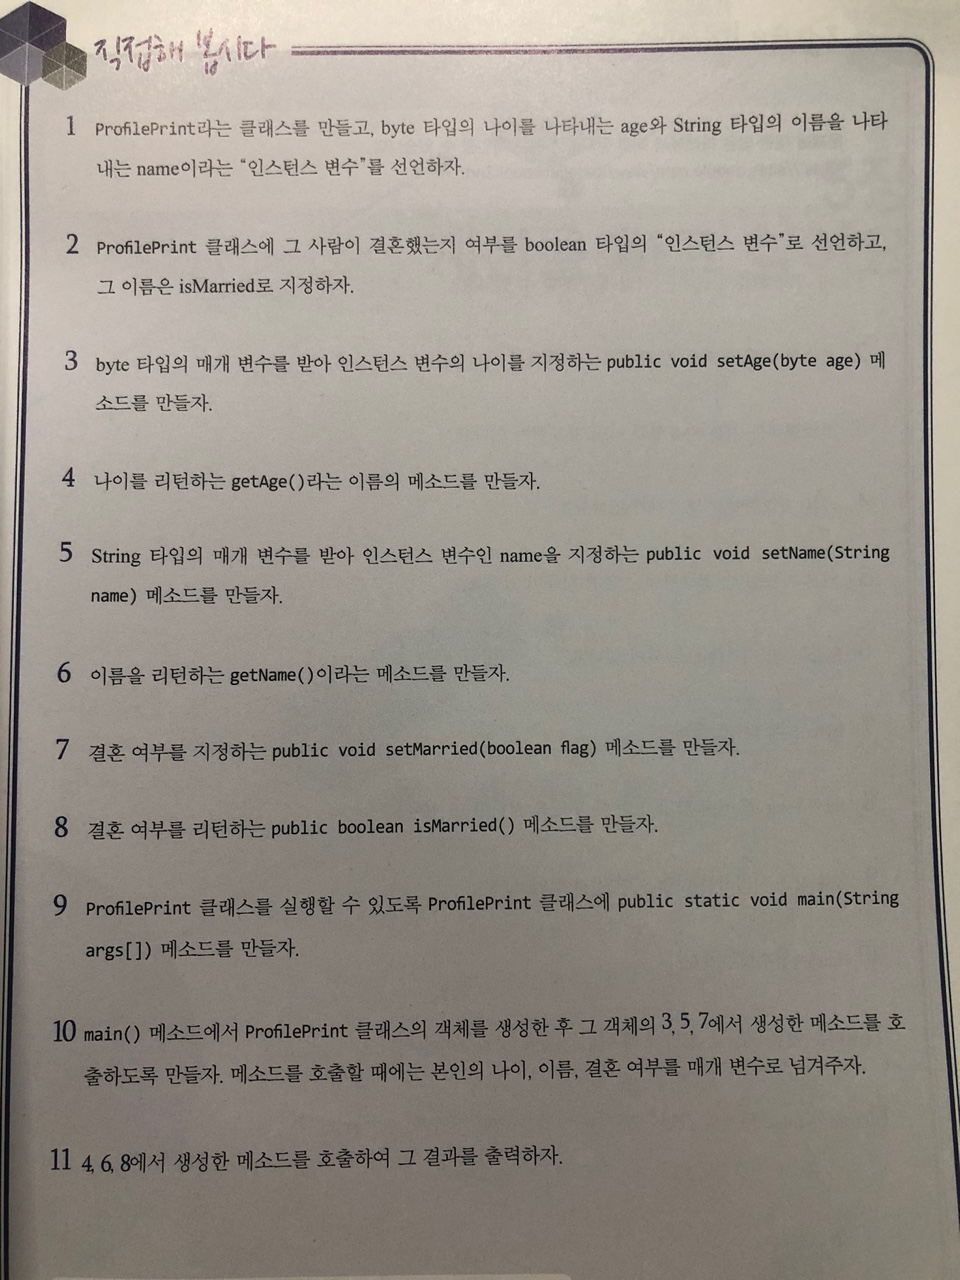 직접해 봅시다
1 ProfilePrint라는 클래스를 만들고, byte 타입의 나이를 나타내는 age와 String 타입의 이름을 나타
내는 name이라는 “인스턴스 변수”를 선언하자.
2 ProfilePrint 클래스에 그 사람이 결혼했는지 여부를 boolean 타입의 “인스턴스 변수”로 선언하고,
그 이름은 isMarried로 지정하자.
3 byte 타입의 매개 변수를 받아 인스턴스 변수의 나이를 지정하는 public void setAge(byte age) 메
소드를 만들자.
4 나이를 리턴하는 getAge()라는 이름의 메소드를 만들자.
5 String 타입의 매개 변수를 받아 인스턴스 변수인 name을 지정하는 public void setName(String
name) 메소드를 만들자.
6 이름을 리턴하는 getName()이라는 메소드를 만들자.
7 결혼 여부를 지정하는 public void setMarried(boolean flag) 메소드를 만들자.
8 결혼 여부를 리턴하는 public boolean isMarried() 메소드를 만들자.
9 ProfilePrint 클래스를 실행할 수 있도록 ProfilePrint 클래스에 public static void main(String
args[]) 메소드를 만들자.
10 main() 메소드에서 ProfilePrint 클래스의 객체를 생성한 후 그 객체의 3, 5, 7에서 생성한 메소드를 호
출하도록 만들자. 메소드를 호출할 때에는 본인의 나이, 이름, 결혼 여부를 매개 변수로 넘겨주자.
11 4, 6, 8에서 생성한 메소드를 호출하여 그 결과를 출력하자.